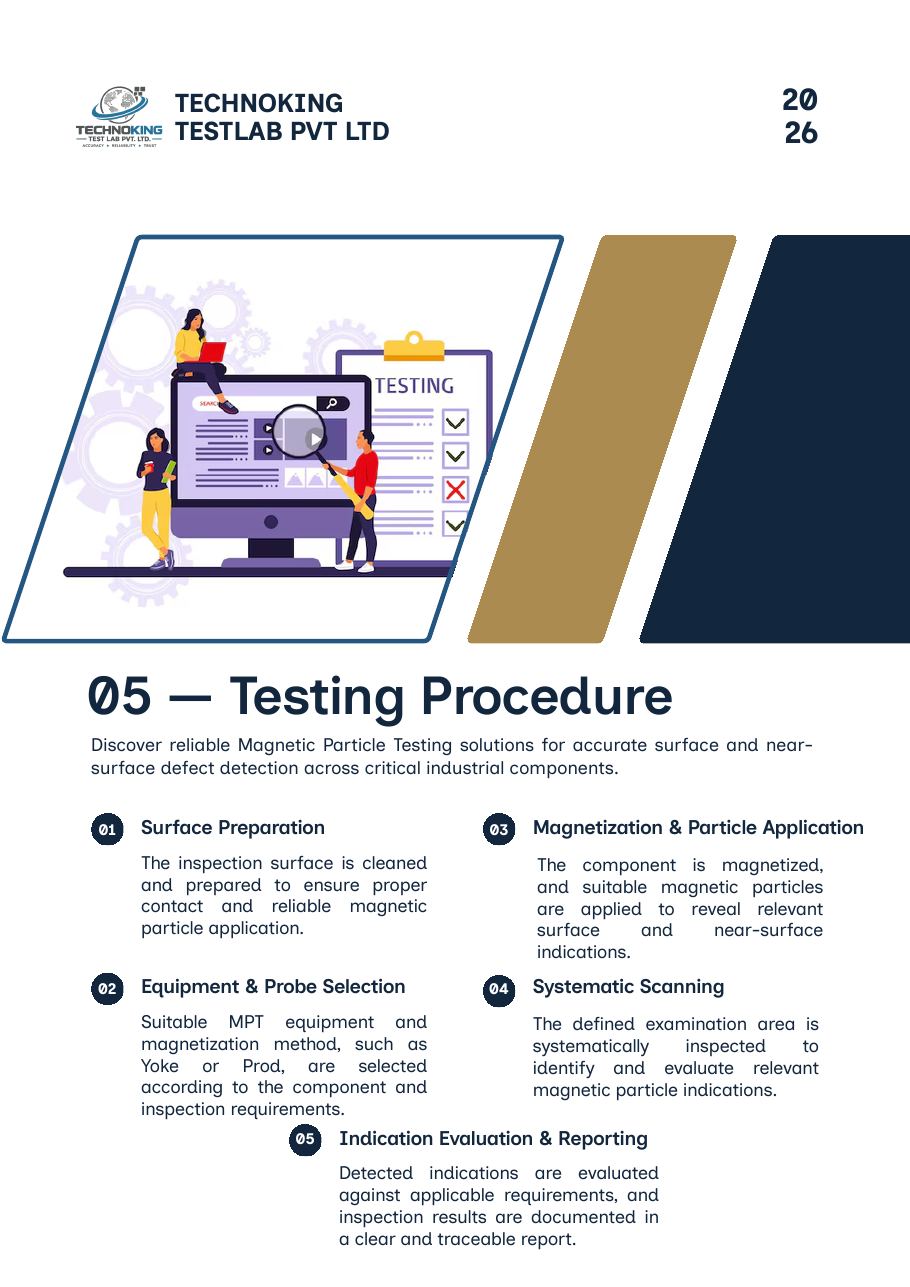 TECHNOKING
TEST LAB PVT. LTD.
ACCURACY • RELIABILITY • TRUST
TECHNOKING
TESTLAB PVT LTD
20
26
TESTING
SEARCH
05 — Testing Procedure
Discover reliable Magnetic Particle Testing solutions for accurate surface and near-
surface defect detection across critical industrial components.
01
Surface Preparation
The inspection surface is cleaned
and prepared to ensure proper
contact and reliable magnetic
particle application.
02
Equipment & Probe Selection
Suitable MPT equipment and
magnetization method, such as
Yoke or Prod, are selected
according to the component and
inspection requirements.
03
Magnetization & Particle Application
The component is magnetized,
and suitable magnetic particles
are applied to reveal relevant
surface and near-surface
indications.
04
Systematic Scanning
The defined examination area is
systematically inspected to
identify and evaluate relevant
magnetic particle indications.
05
Indication Evaluation & Reporting
Detected indications are evaluated
against applicable requirements, and
inspection results are documented in
a clear and traceable report.